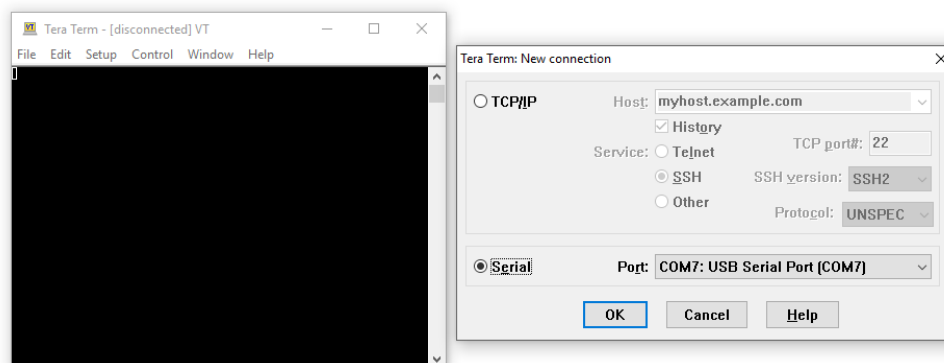 VT Tera Term - [disconnected] VT
File Edit Setup Control Window Help
Tera Term: New connection
TCP/IP
Host: myhost.example.com
History
Service: Telnet
TCP port#: 22
SSH
SSH version: SSH2
Other
Protocol: UNSPEC
Serial
Port: COM7: USB Serial Port (COM7)
OK Cancel Help